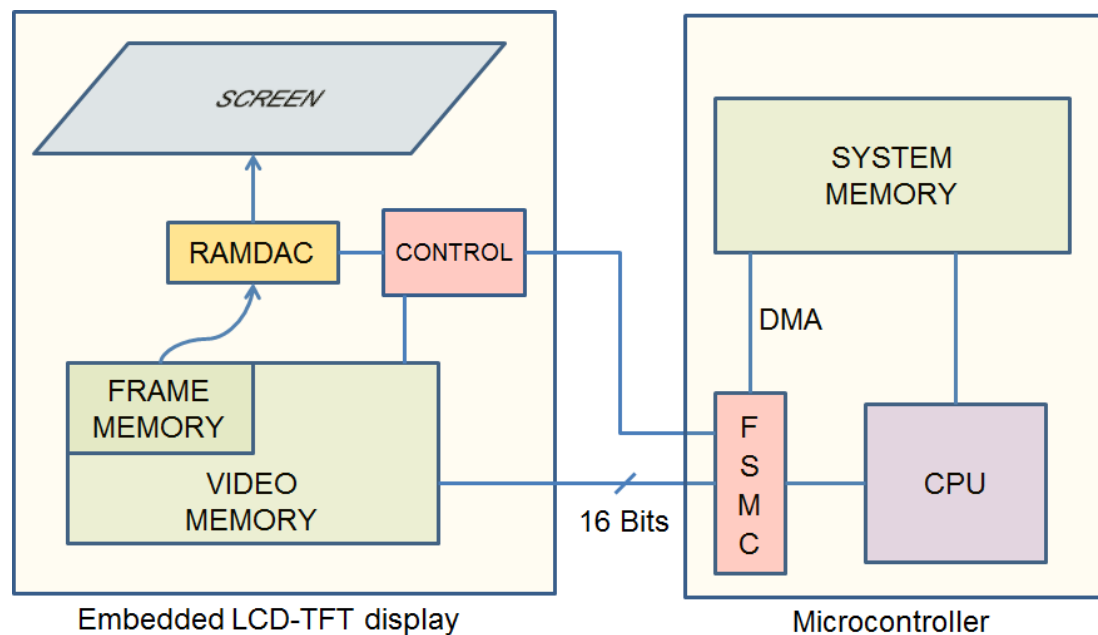 SCREEN
RAMDAC
CONTROL
FRAME
MEMORY
VIDEO
MEMORY
16 Bits
Embedded LCD-TFT display
SYSTEM
MEMORY
DMA
F
S
M
C
CPU
Microcontroller